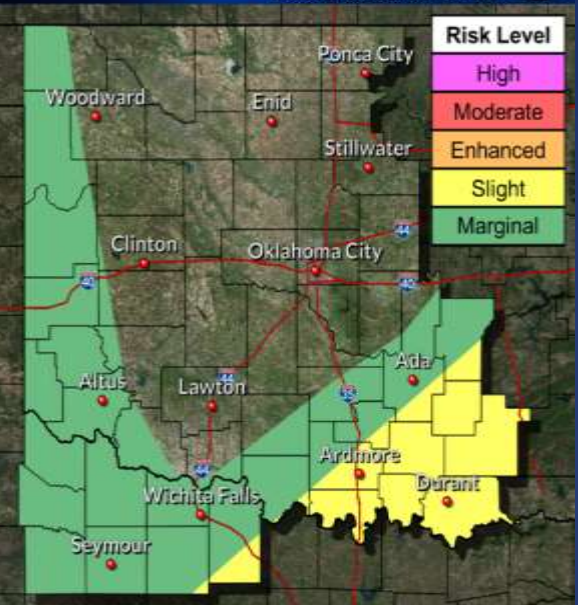 Risk Level
High
Moderate
Enhanced
Slight
Marginal
Ponca City
Woodward
Enid
Stillwater
44
Clinton
Oklahoma City
40
40
Ada
Altus
44
Lawton
35
Ardmore
44
Durant
Wichita Falls
Seymour